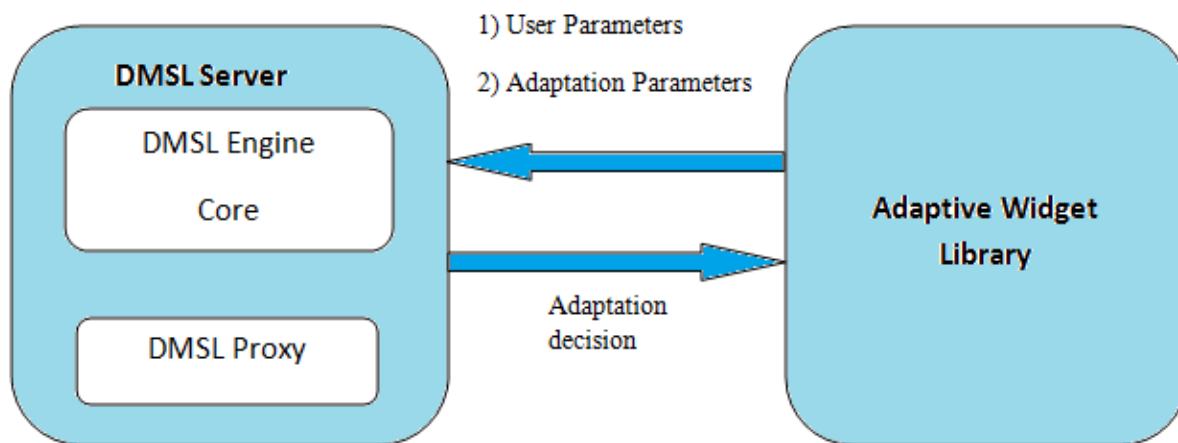 DMSL Server
DMSL Engine
Core
DMSL Proxy
1) User Parameters
2) Adaptation Parameters
Adaptation
decision
Adaptive Widget
Library